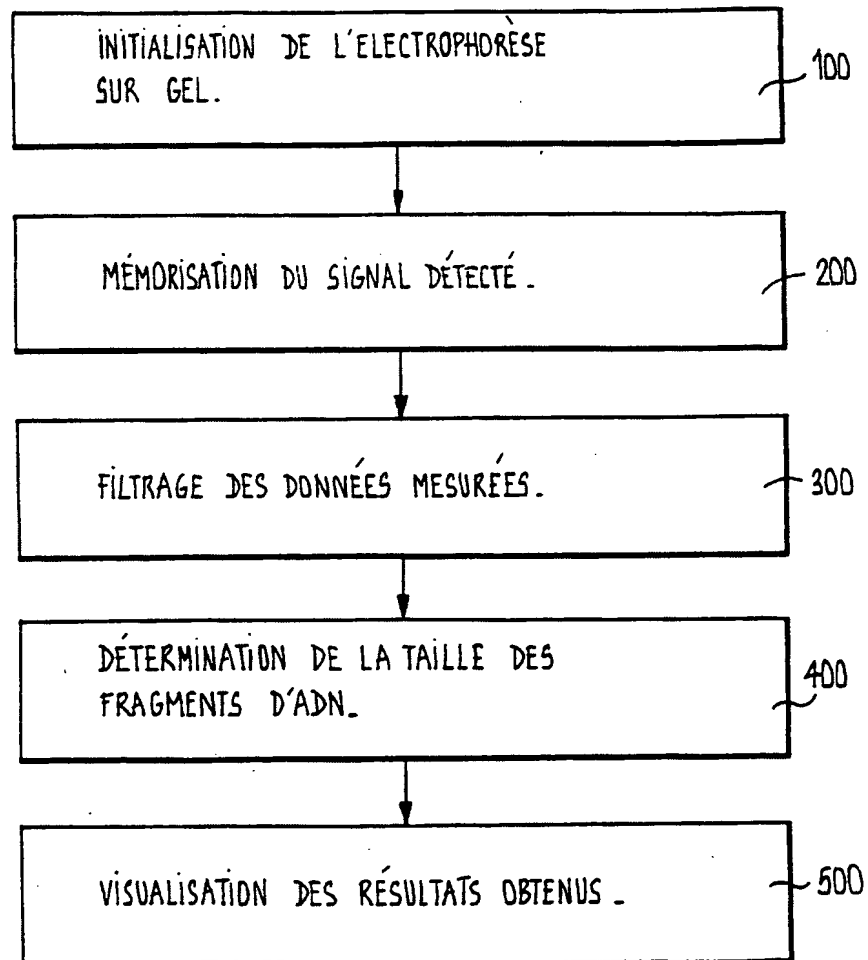 INITIALISATION DE L'ELECTROPHORÈSE
SUR GEL.
100
MÉMORISATION DU SIGNAL DÉTECTÉ.
200
FILTRAGE DES DONNÉES MESURÉES.
300
DÉTERMINATION DE LA TAILLE DES
FRAGMENTS D'ADN.
400
VISUALISATION DES RÉSULTATS OBTENUS.
500